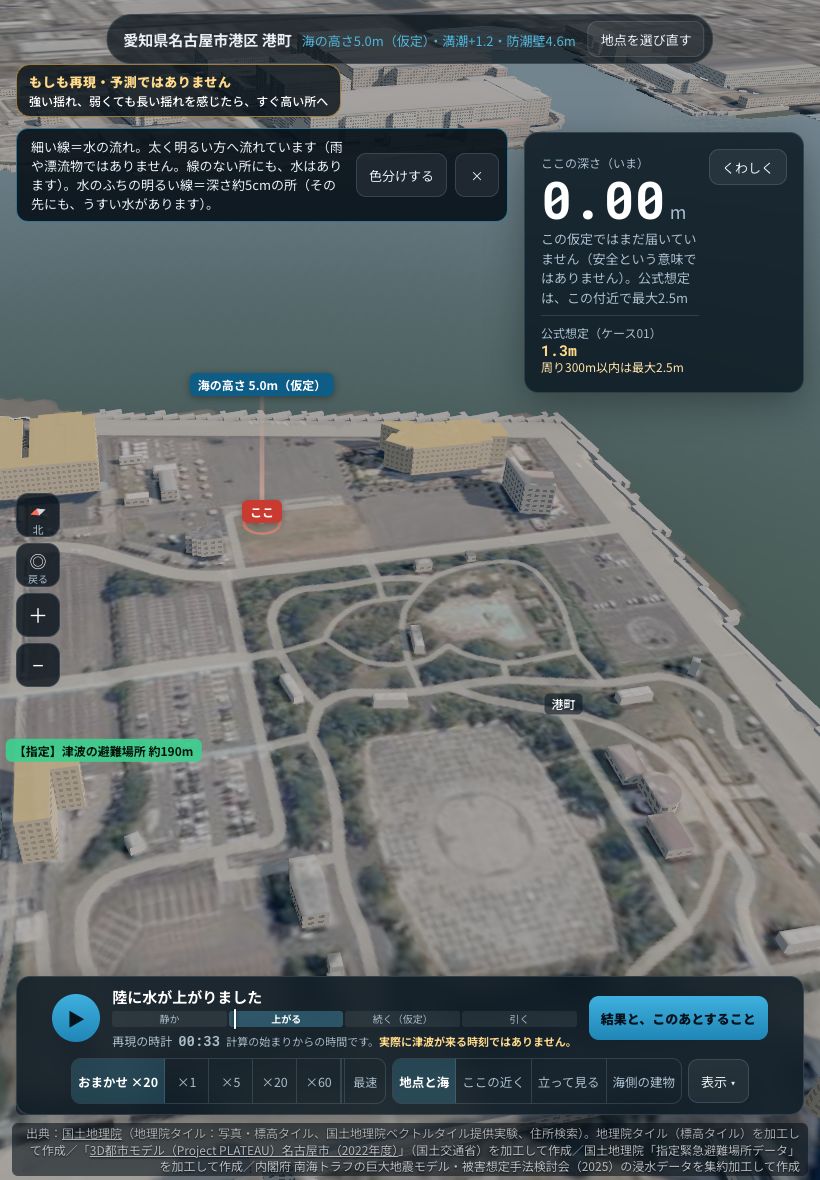 愛知県名古屋市港区 港町 海の高さ5.0m（仮定）・満潮+1.2・防潮壁4.6m 地点を選び直す
もしも再現・予測ではありません
強い揺れ、弱くても長い揺れを感じたら、すぐ高い所へ
細い線＝水の流れ。太く明るい方へ流れています（雨
や漂流物ではありません。線のない所にも、水はあり
ます）。水のふちの明るい線＝深さ約5cmの所（その
先にも、うすい水があります）。
色分けする ×
ここの深さ（いま） くわしく
0.00 m
この仮定ではまだ届いてい
ません（安全という意味で
はありません）。公式想定
は、この付近で最大2.5m
公式想定（ケース01）
1.3m
周り300m以内は最大2.5m
海の高さ 5.0m（仮定）
ここ
北
戻る
＋
−
港町
【指定】津波の避難場所 約190m
陸に水が上がりました
静か 上がる 続く（仮定） 引く
再現の時計 00:33 計算の始まりからの時間です。実際に津波が来る時刻ではありません。
結果と、このあとすること
おまかせ ×20 ×1 ×5 ×20 ×60 最速 地点と海 ここの近く 立って見る 海側の建物 表示 ▾
出典：国土地理院（地理院タイル：写真・標高タイル、国土地理院ベクトルタイル提供実験、住所検索）。地理院タイル（標高タイル）を加工し
て作成／「3D都市モデル（Project PLATEAU）名古屋市（2022年度）」（国土交通省）を加工して作成／国土地理院「指定緊急避難場所データ」
を加工して作成／内閣府 南海トラフの巨大地震モデル・被害想定手法検討会（2025）の浸水データを集約加工して作成